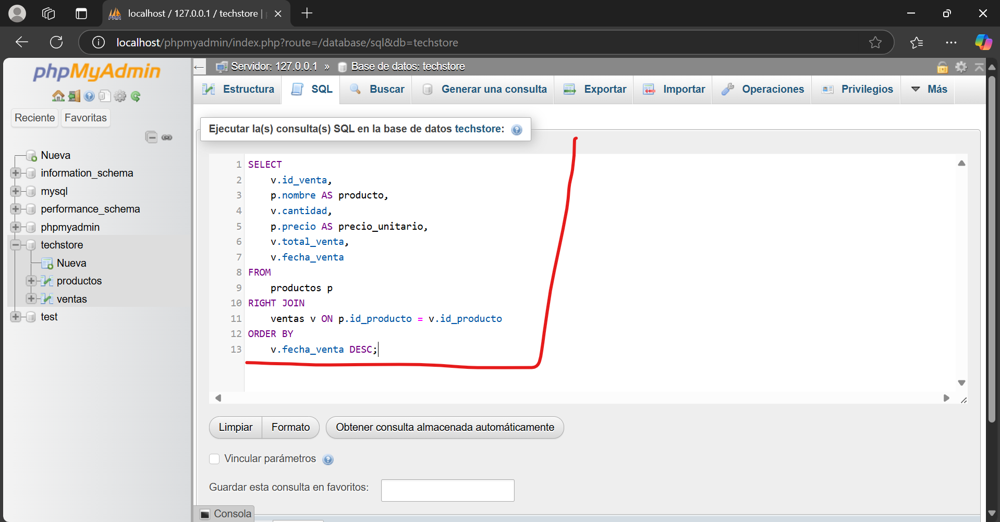 localhost / 127.0.0.1 / techstore |
localhost/phpmyadmin/index.php?route=/database/sql&db=techstore
phpMyAdmin
Reciente Favoritas
Nueva
information_schema
mysql
performance_schema
phpmyadmin
techstore
Nueva
productos
ventas
test
Servidor: 127.0.0.1 » Base de datos: techstore
Estructura SQL Buscar Generar una consulta Exportar Importar Operaciones Privilegios Más
Ejecutar la(s) consulta(s) SQL en la base de datos techstore:
1 SELECT
2 v.id_venta,
3 p.nombre AS producto,
4 v.cantidad,
5 p.precio AS precio_unitario,
6 v.total_venta,
7 v.fecha_venta
8 FROM
9 productos p
10 RIGHT JOIN
11 ventas v ON p.id_producto = v.id_producto
12 ORDER BY
13 v.fecha_venta DESC;
Limpiar Formato Obtener consulta almacenada automáticamente
Vincular parámetros
Guardar esta consulta en favoritos:
Consola